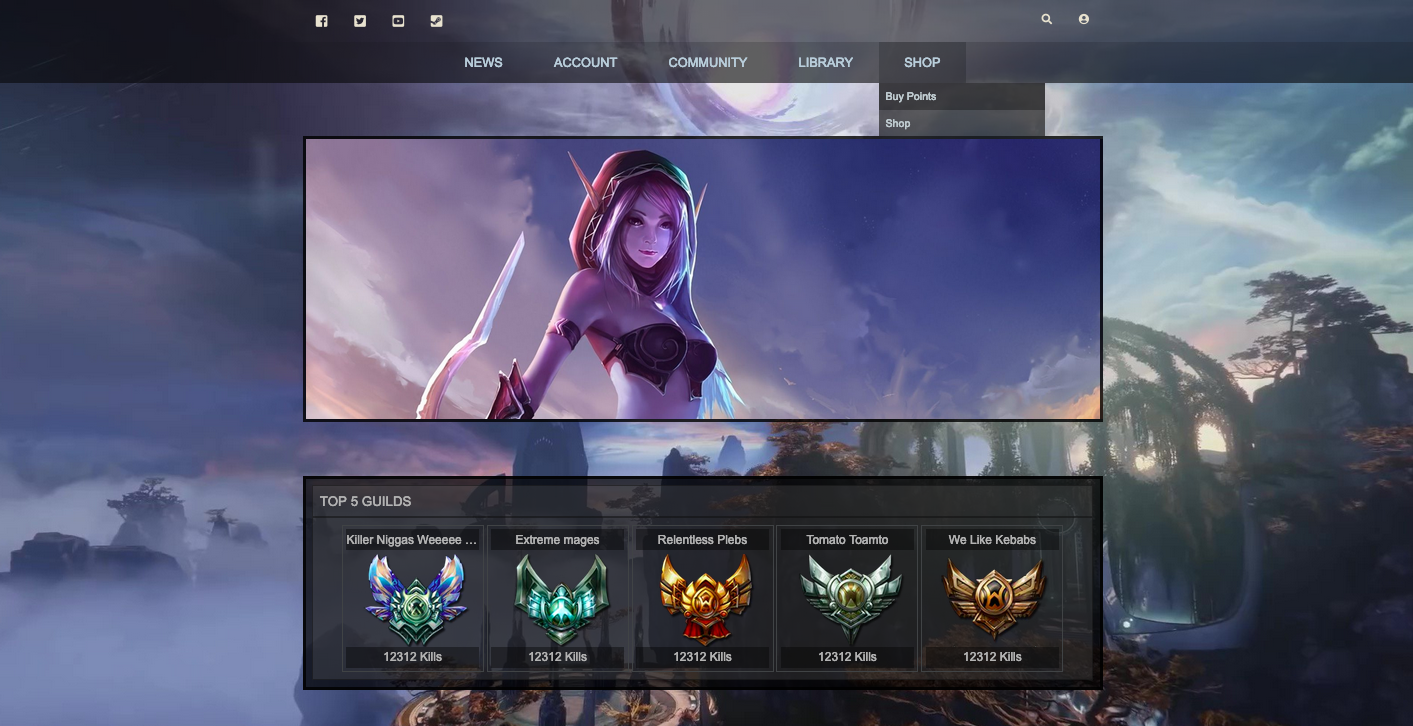 NEWS ACCOUNT COMMUNITY LIBRARY SHOP
Buy Points
Shop
TOP 5 GUILDS
Killer Niggas Weeeee ... Extreme mages Relentless Plebs Tomato Toamto We Like Kebabs
12312 Kills 12312 Kills 12312 Kills 12312 Kills 12312 Kills